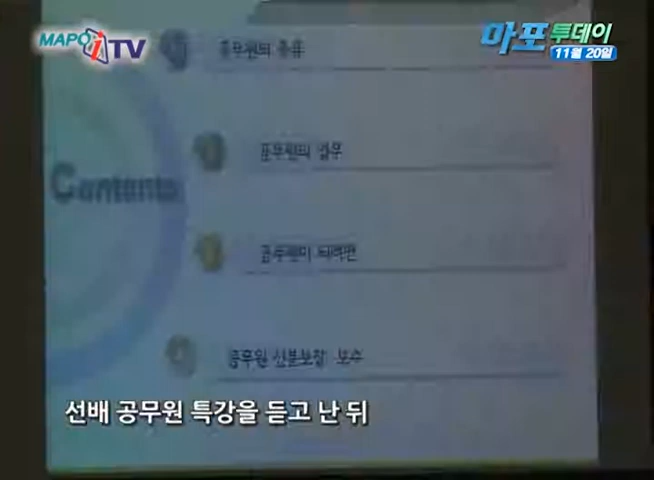 MAPO i TV
마포 투데이
11월 20일
공무원의 종류
공무원의 업무
Contents
공무원이 되려면
공무원 신분보장 보수
선배 공무원 특강을 듣고 난 뒤